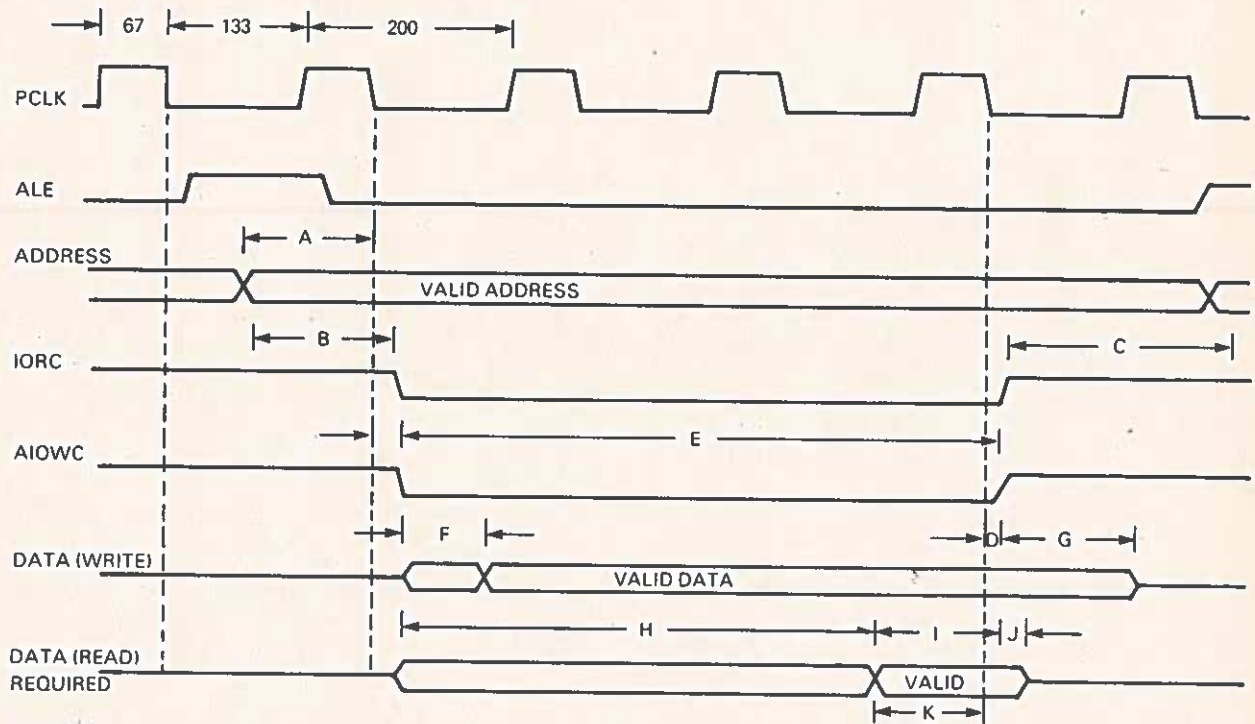 67 133 200
PCLK
ALE
A
ADDRESS
VALID ADDRESS
B C
IORC
E
AIOWC
F D G
DATA (WRITE)
VALID DATA
H I J
DATA (READ)
REQUIRED
VALID
K